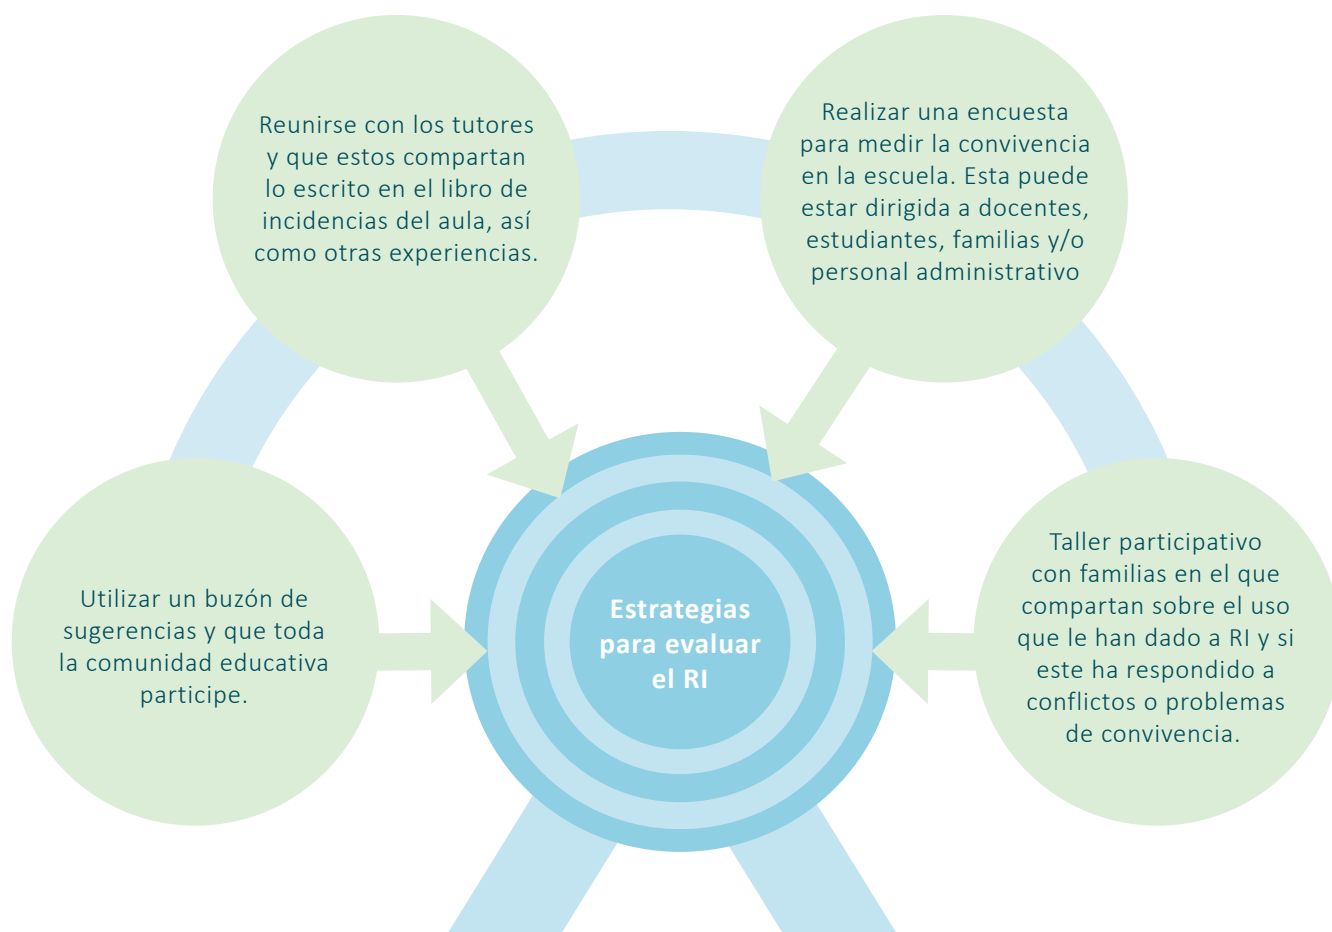 Reunirse con los tutores
y que estos compartan
lo escrito en el libro de
incidencias del aula, así
como otras experiencias.
Realizar una encuesta
para medir la convivencia
en la escuela. Esta puede
estar dirigida a docentes,
estudiantes, familias y/o
personal administrativo
Utilizar un buzón de
sugerencias y que toda
la comunidad educativa
participe.
Estrategias
para evaluar
el RI
Taller participativo
con familias en el que
compartan sobre el uso
que le han dado a RI y si
este ha respondido a
conflictos o problemas
de convivencia.